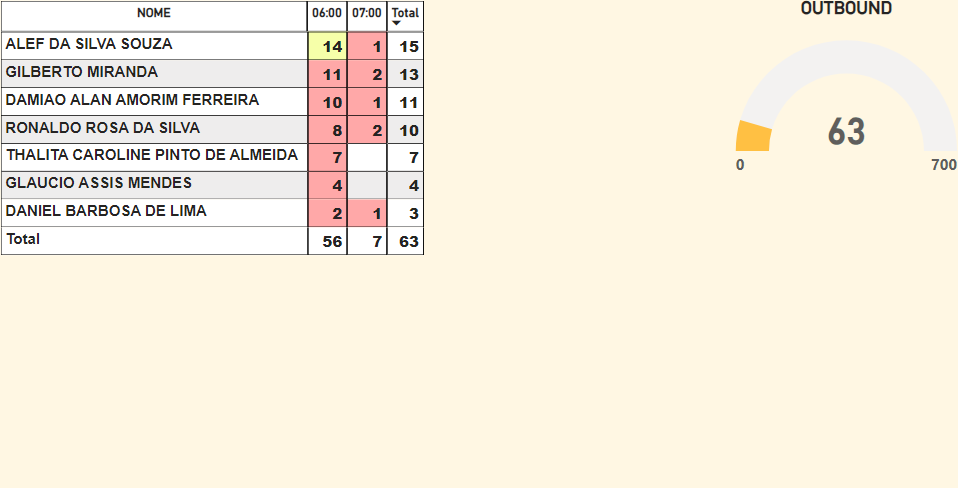 NOME 06:00 07:00 Total
ALEF DA SILVA SOUZA 14 1 15
GILBERTO MIRANDA 11 2 13
DAMIAO ALAN AMORIM FERREIRA 10 1 11
RONALDO ROSA DA SILVA 8 2 10
THALITA CAROLINE PINTO DE ALMEIDA 7 7
GLAUCIO ASSIS MENDES 4 4
DANIEL BARBOSA DE LIMA 2 1 3
Total 56 7 63
OUTBOUND
63
0 700